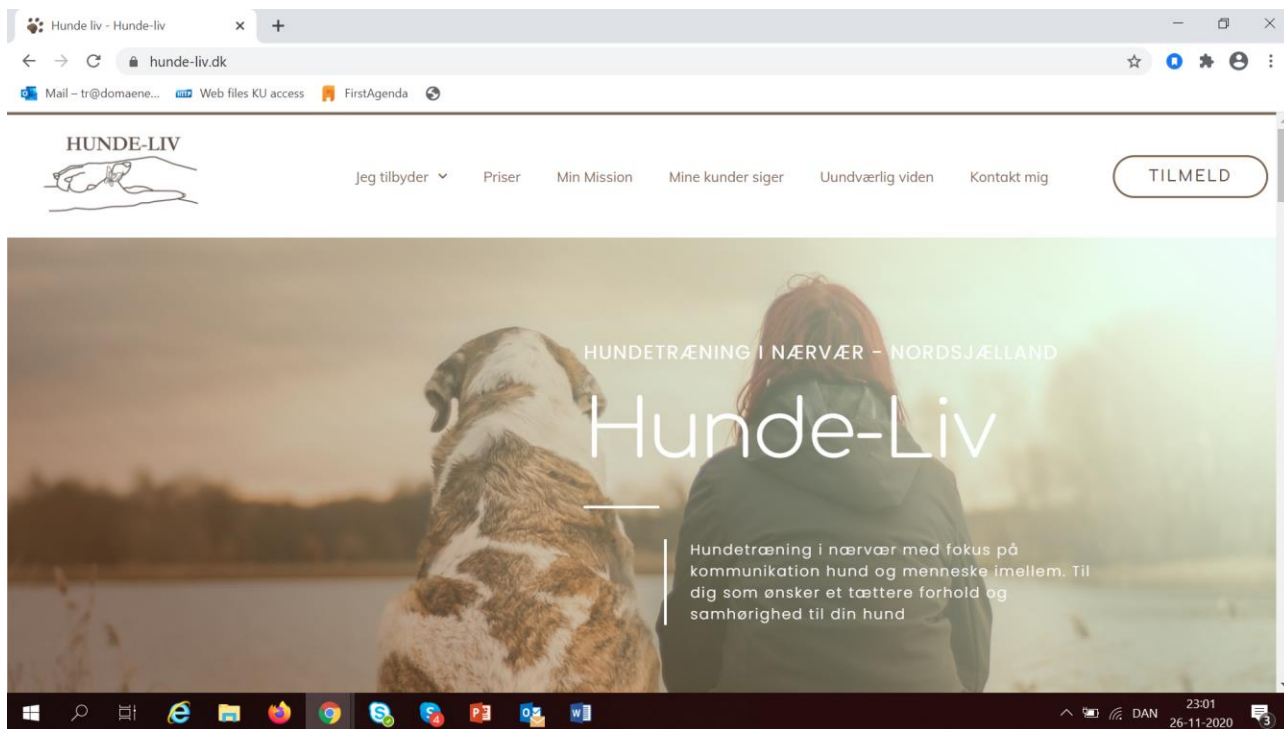 Hunde liv - Hunde-liv
hunde-liv.dk
Mail – tr@domaene... Web files KU access FirstAgenda
HUNDE-LIV
Jeg tilbyder Priser Min Mission Mine kunder siger Uundværlig viden Kontakt mig TILMELD
HUNDETRÆNING I NÆRVÆR - NORDSJÆLLAND
Hunde-Liv
Hundetræning i nærvær med fokus på
kommunikation hund og menneske imellem. Til
dig som ønsker et tættere forhold og
samhørighed til din hund
DAN 23:01
26-11-2020 3